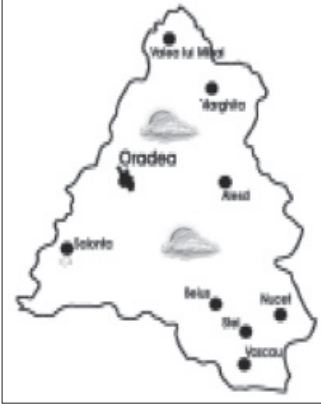 Valea lui Mihai
Marghita
Oradea
Alesd
Salonta
Beius
Nucet
Stei
Vascau